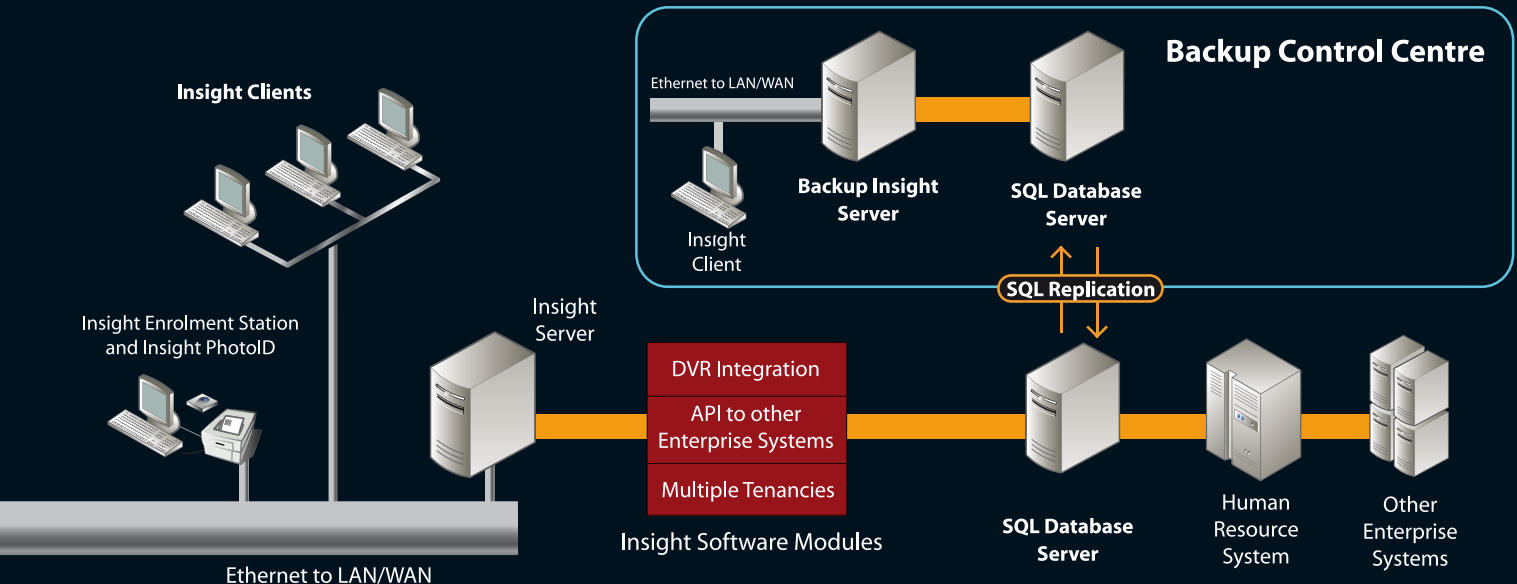 Backup Control Centre
Ethernet to LAN/WAN
Insight Clients
Backup Insight
Server
SQL Database
Server
Insight
Client
SQL Replication
Insight
Server
Insight Enrolment Station
and Insight PhotoID
DVR Integration
API to other
Enterprise Systems
Multiple Tenancies
Insight Software Modules
SQL Database
Server
Human
Resource
System
Other
Enterprise
Systems
Ethernet to LAN/WAN